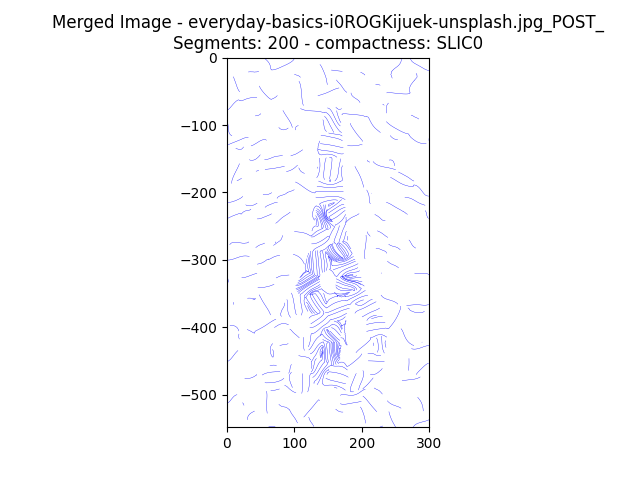 Merged Image - everyday-basics-i0ROGKijuek-unsplash.jpg_POST_
Segments: 200 - compactness: SLIC0
0
−100
−200
−300
−400
−500
0 100 200 300